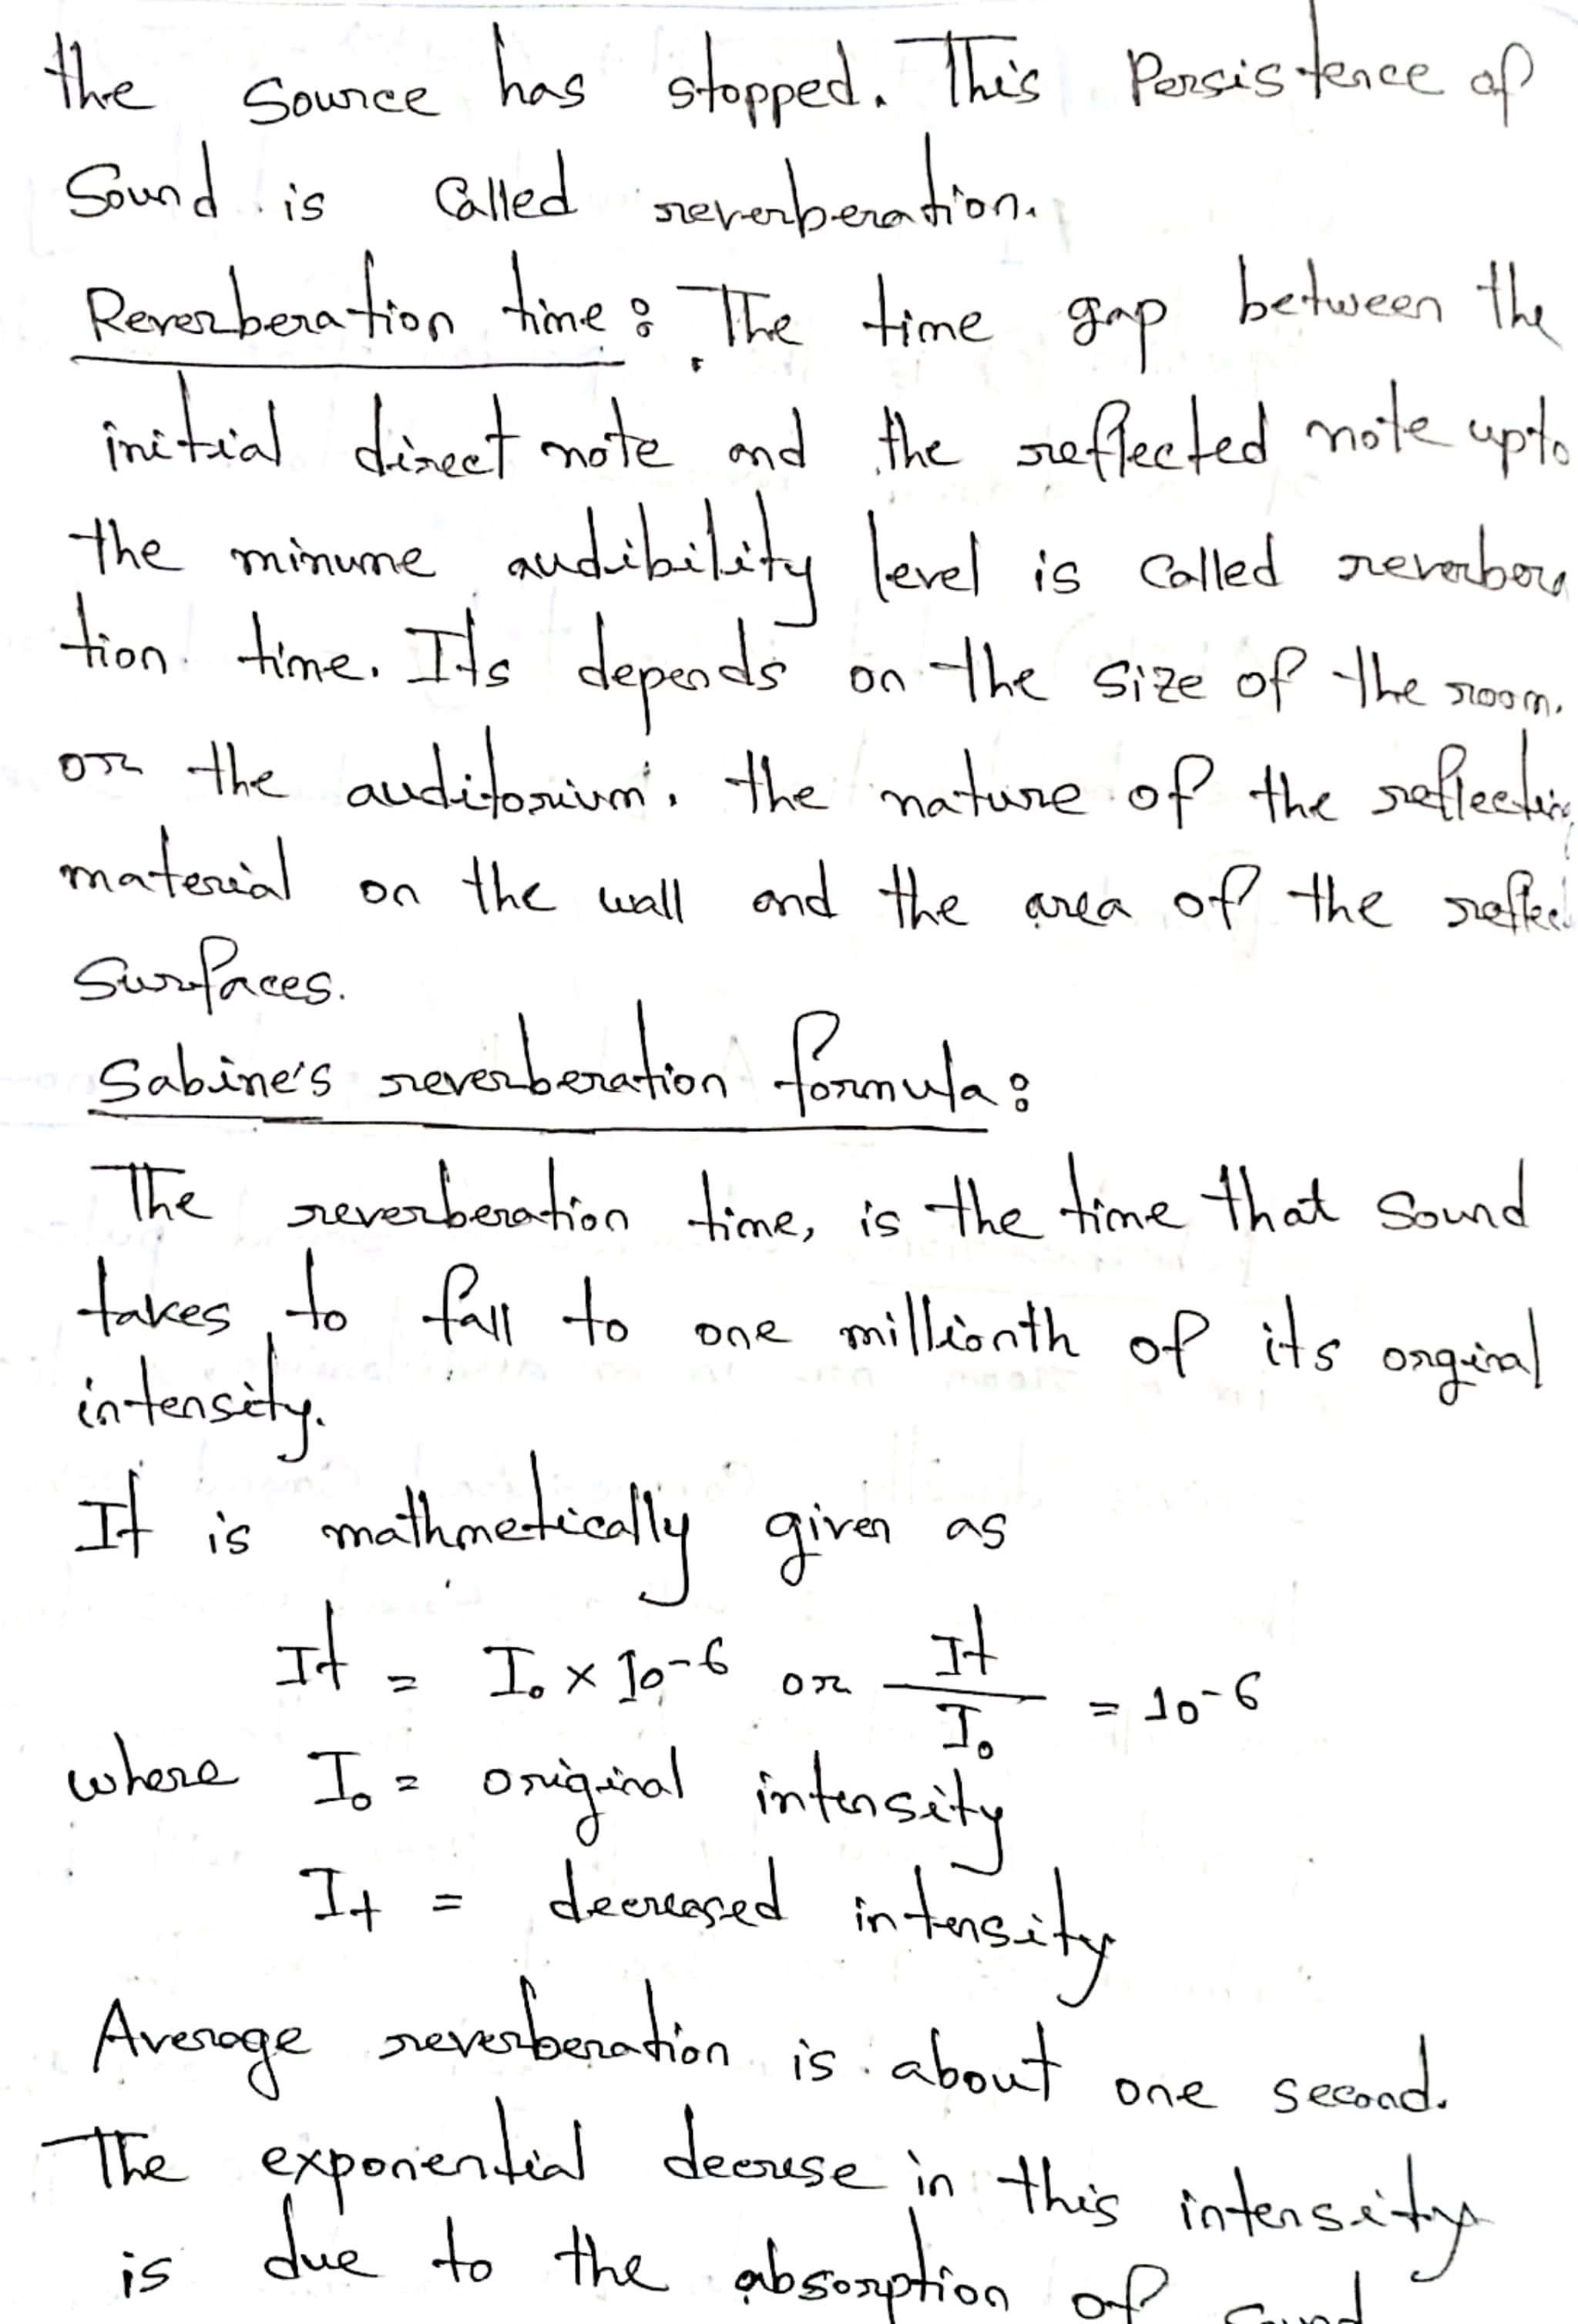 the source has stopped. This Persistence of
Sound is Called reverberation.
Reverberation time : The time gap between the
initial direct note and the reflected note upto
the minume audibility level is called reverbera
tion time. Its depends on the size of the room.
or the auditorium, the nature of the reflecting
material on the wall and the area of the reflec
Surfaces.
Sabine's reverberation formula :
The reverberation time, is the time that Sound
takes to fall to one millionth of its orginal
intensity.
It is mathmetically given as
It = I₀ × 10⁻⁶ or It / I₀ = 10⁻⁶
where I₀ = original intensity
It = decreased intensity
Average reverberation is about one second.
The exponential decruse in this intensity
is due to the absorption of Sound